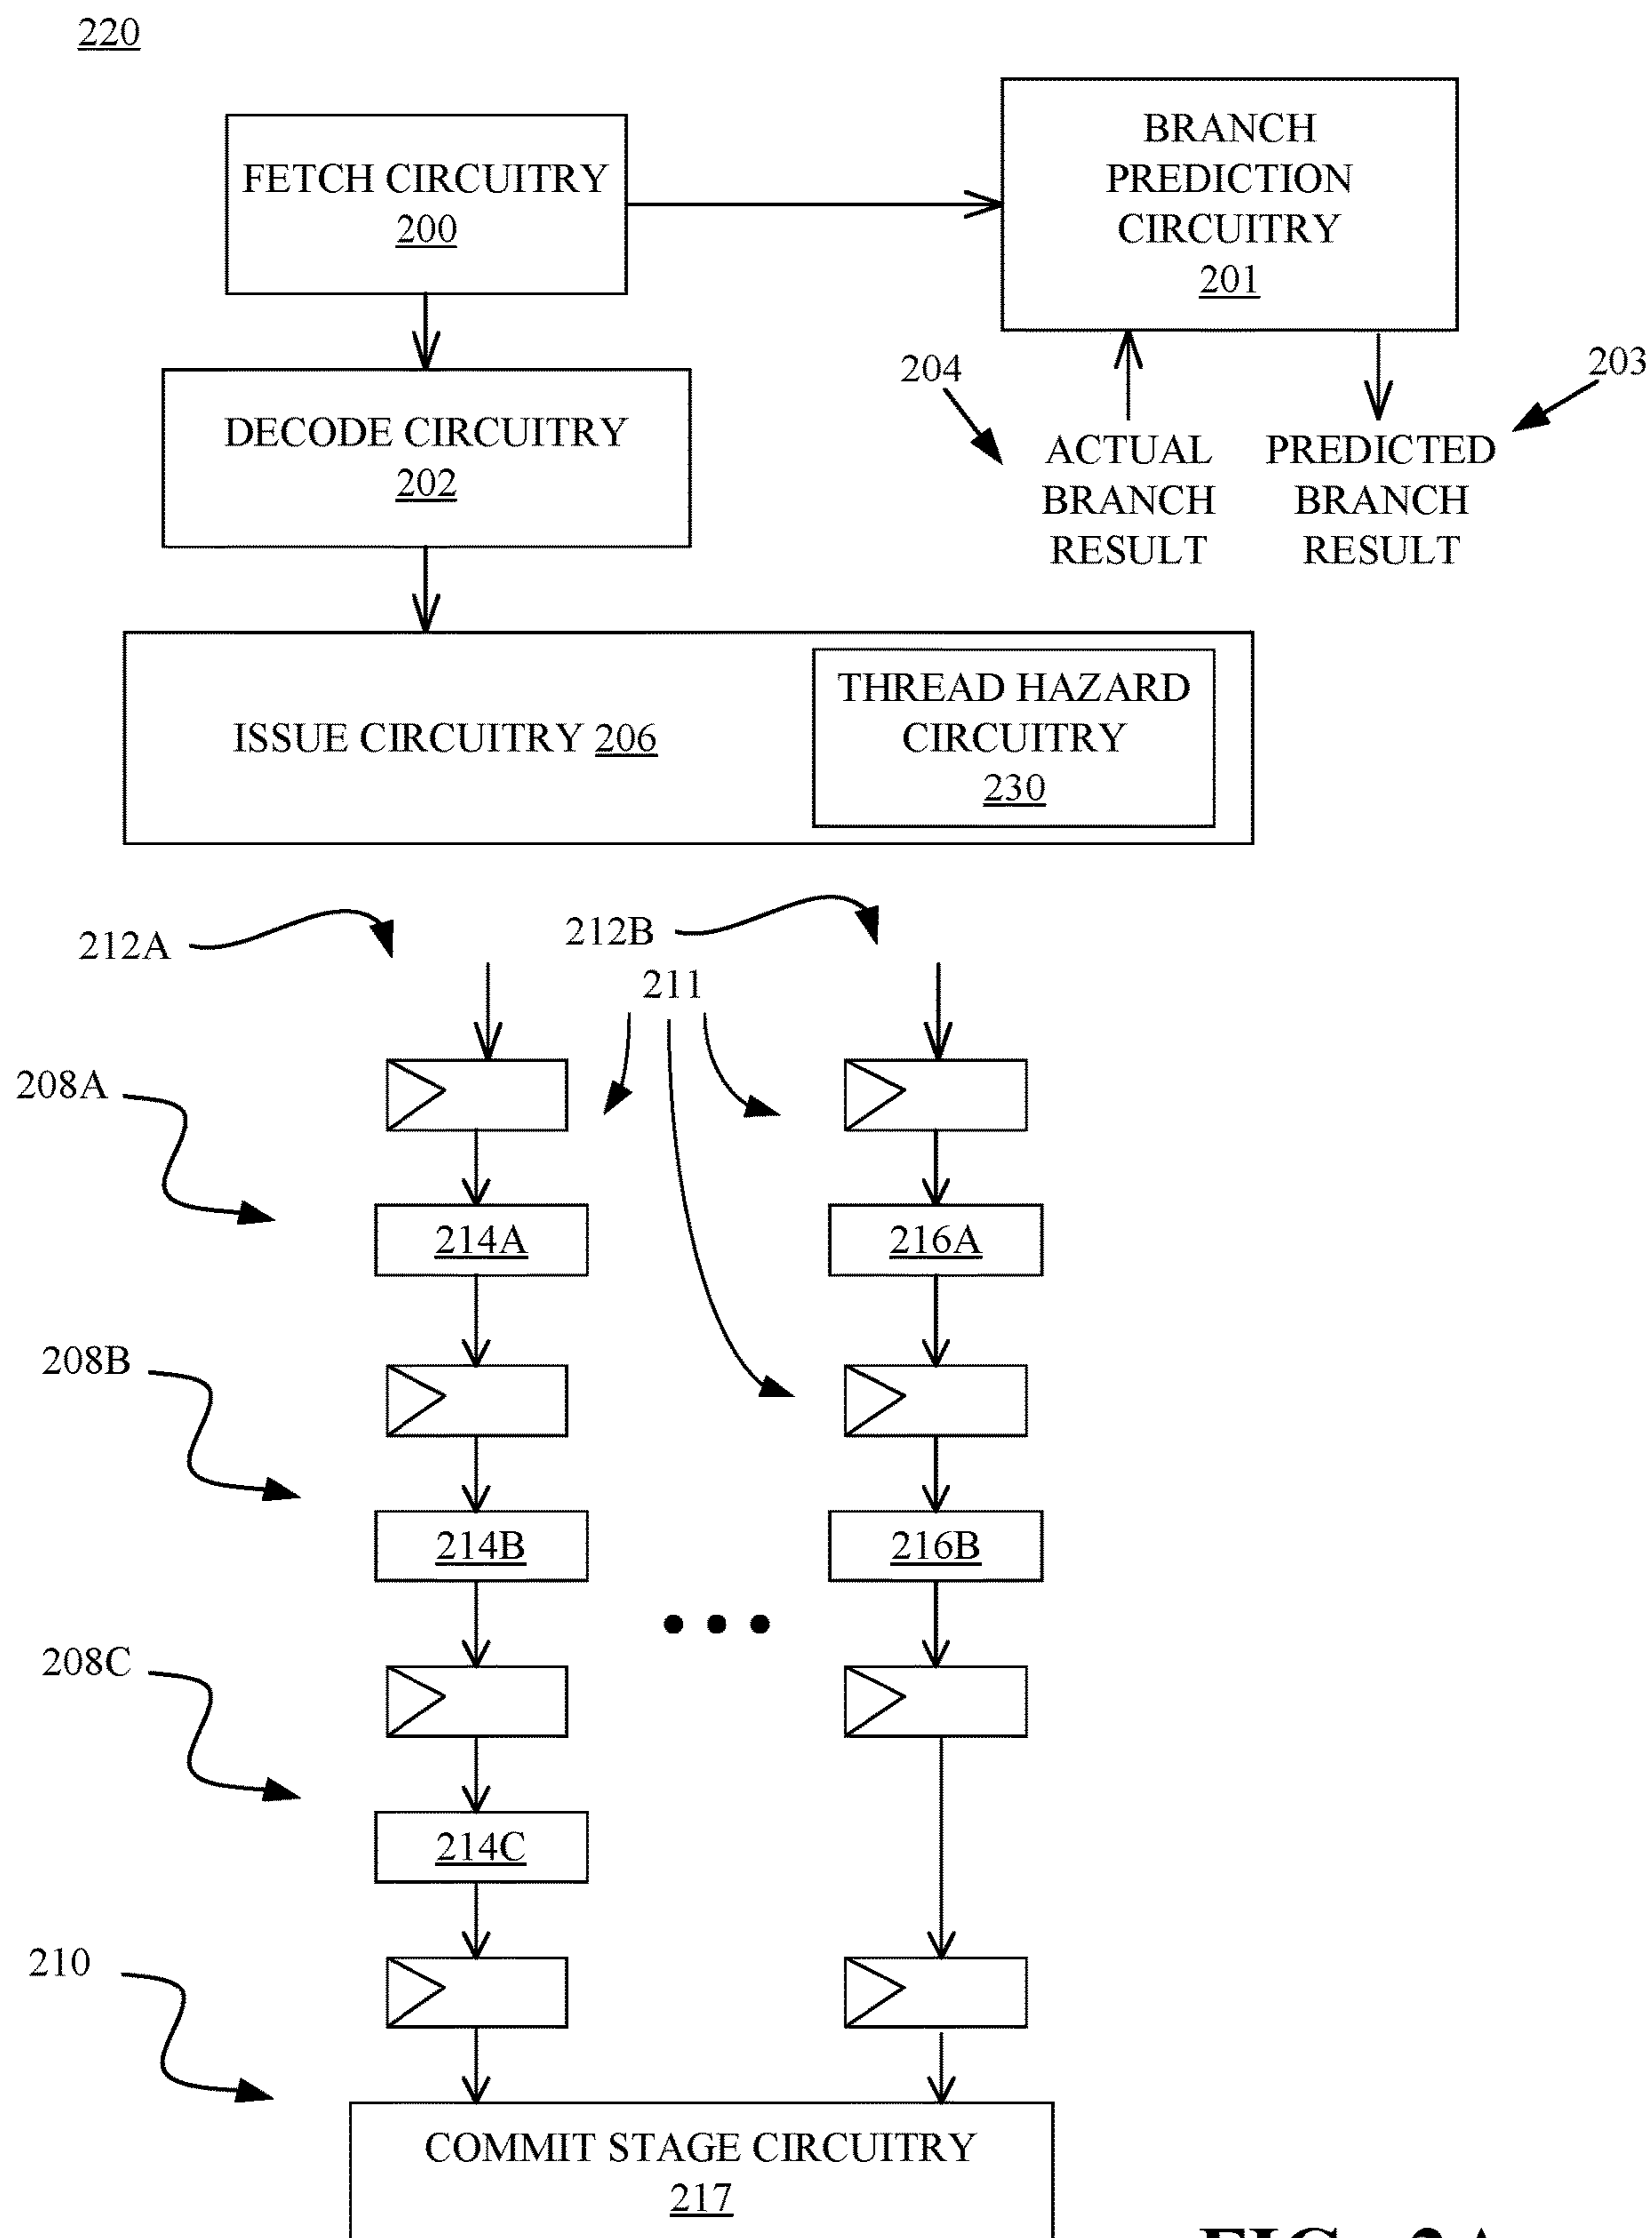 220
FETCH CIRCUITRY
200
BRANCH
PREDICTION
CIRCUITRY
201
204
203
DECODE CIRCUITRY
202
ACTUAL
BRANCH
RESULT
PREDICTED
BRANCH
RESULT
ISSUE CIRCUITRY 206
THREAD HAZARD
CIRCUITRY
230
212A
212B
211
208A
214A
216A
208B
214B
216B
208C
214C
210
COMMIT STAGE CIRCUITRY
217